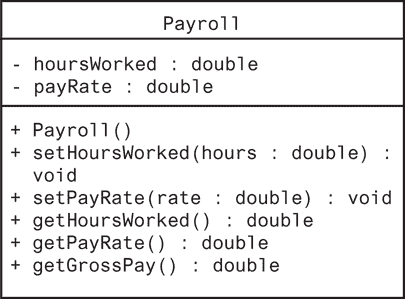 Payroll
- hoursWorked : double
- payRate : double
+ Payroll()
+ setHoursWorked(hours : double) :
void
+ setPayRate(rate : double) : void
+ getHoursWorked() : double
+ getPayRate() : double
+ getGrossPay() : double